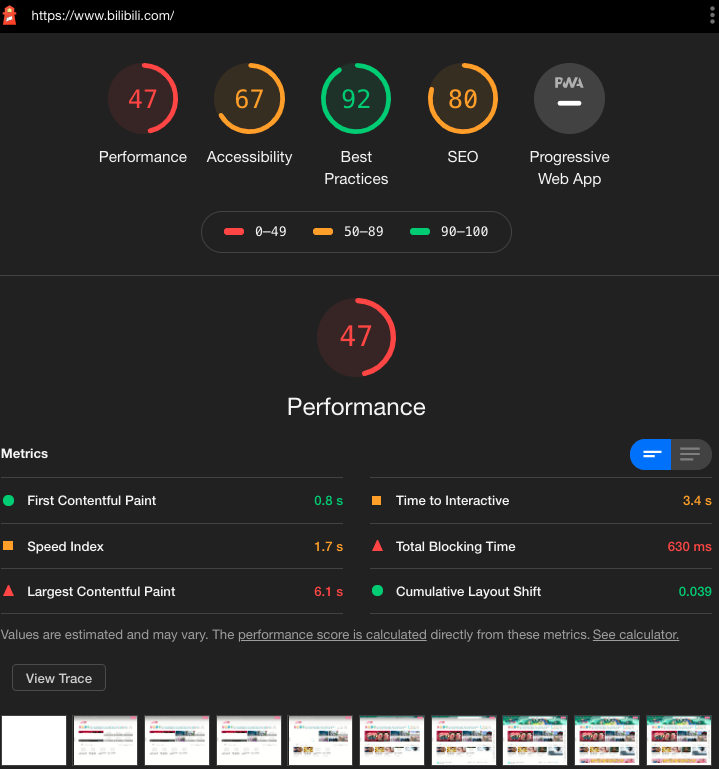 https://www.bilibili.com/
47
67
92
80
PWA
Performance
Accessibility
Best
Practices
SEO
Progressive
Web App
0–49
50–89
90–100
47
Performance
Metrics
First Contentful Paint
0.8 s
Time to Interactive
3.4 s
Speed Index
1.7 s
Total Blocking Time
630 ms
Largest Contentful Paint
6.1 s
Cumulative Layout Shift
0.039
Values are estimated and may vary. The performance score is calculated directly from these metrics. See calculator.
View Trace